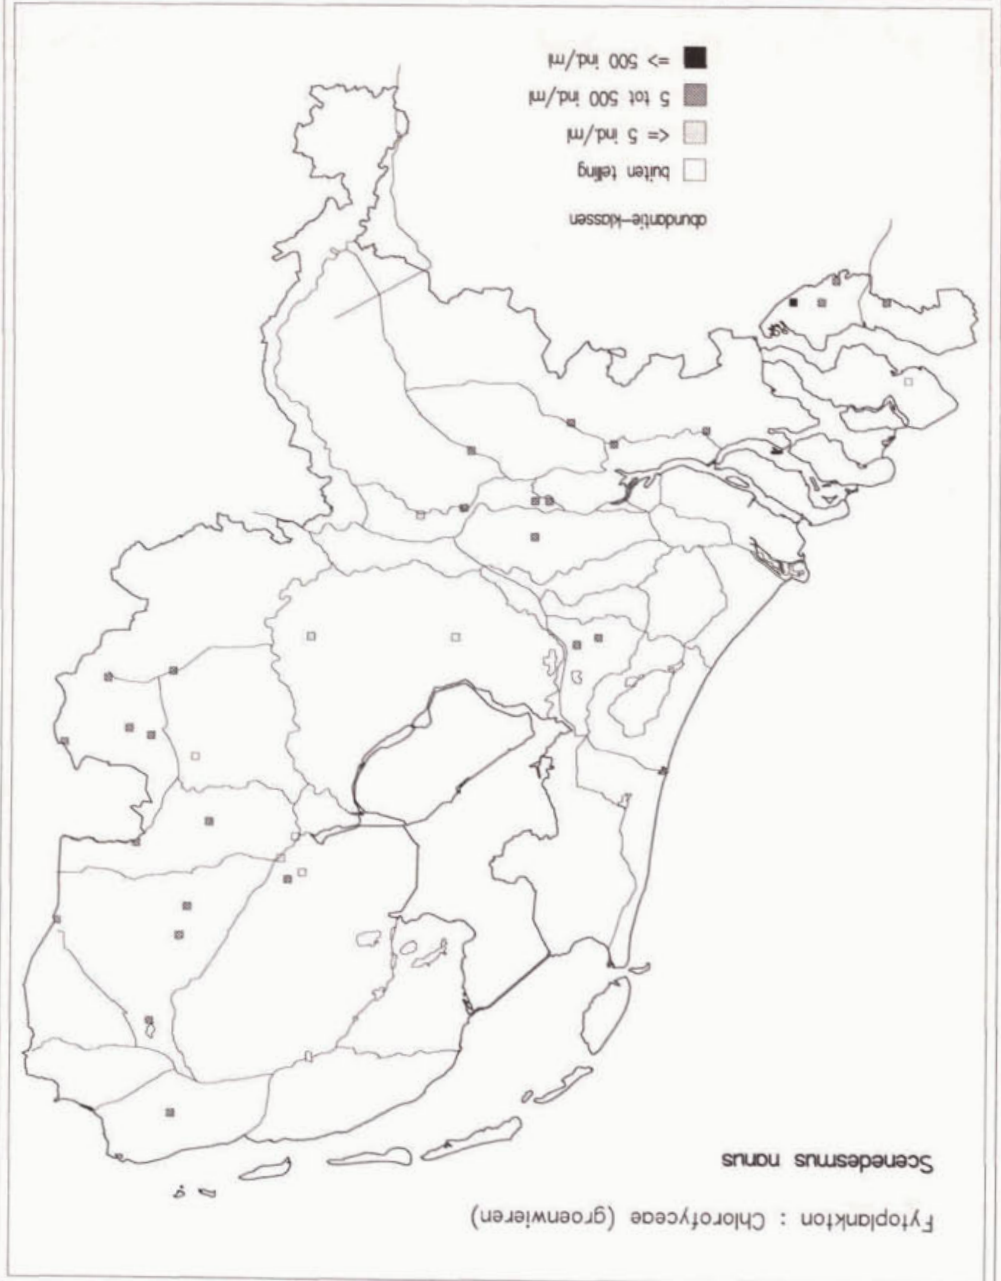 Fytoplankton : Chlorofyceae (groenwieren)
Scenedesmus nanus
abundantie-klassen
buiten telling
<= 5 ind./ml
5 tot 500 ind./ml
=> 500 ind./ml